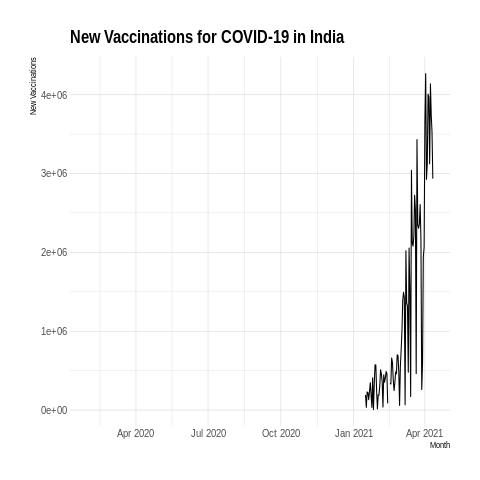 New Vaccinations for COVID-19 in India
New Vaccinations
4e+06
3e+06
2e+06
1e+06
0e+00
Apr 2020 Jul 2020 Oct 2020 Jan 2021 Apr 2021
Month